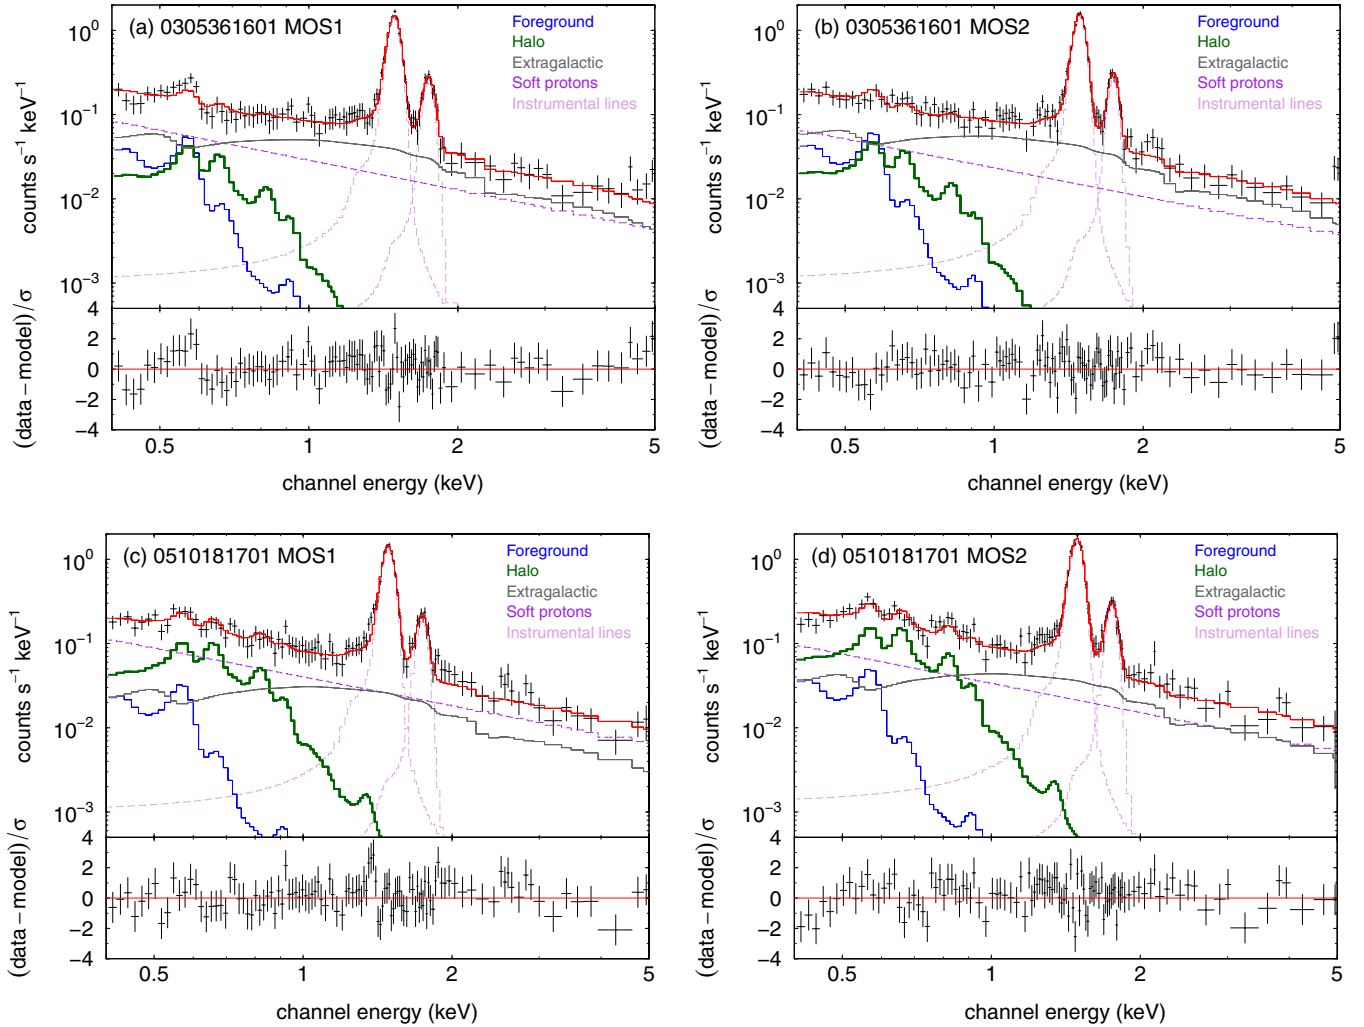 (a) 0305361601 MOS1
Foreground
Halo
Extragalactic
Soft protons
Instrumental lines
counts s⁻¹ keV⁻¹
10⁰
10⁻¹
10⁻²
10⁻³
(data – model) / σ
4
2
0
−2
−4
0.5 1 2 5
channel energy (keV)
(b) 0305361601 MOS2
Foreground
Halo
Extragalactic
Soft protons
Instrumental lines
counts s⁻¹ keV⁻¹
10⁰
10⁻¹
10⁻²
10⁻³
(data – model) / σ
4
2
0
−2
−4
0.5 1 2 5
channel energy (keV)
(c) 0510181701 MOS1
Foreground
Halo
Extragalactic
Soft protons
Instrumental lines
counts s⁻¹ keV⁻¹
10⁰
10⁻¹
10⁻²
10⁻³
(data – model) / σ
4
2
0
−2
−4
0.5 1 2 5
channel energy (keV)
(d) 0510181701 MOS2
Foreground
Halo
Extragalactic
Soft protons
Instrumental lines
counts s⁻¹ keV⁻¹
10⁰
10⁻¹
10⁻²
10⁻³
(data – model) / σ
4
2
0
−2
−4
0.5 1 2 5
channel energy (keV)